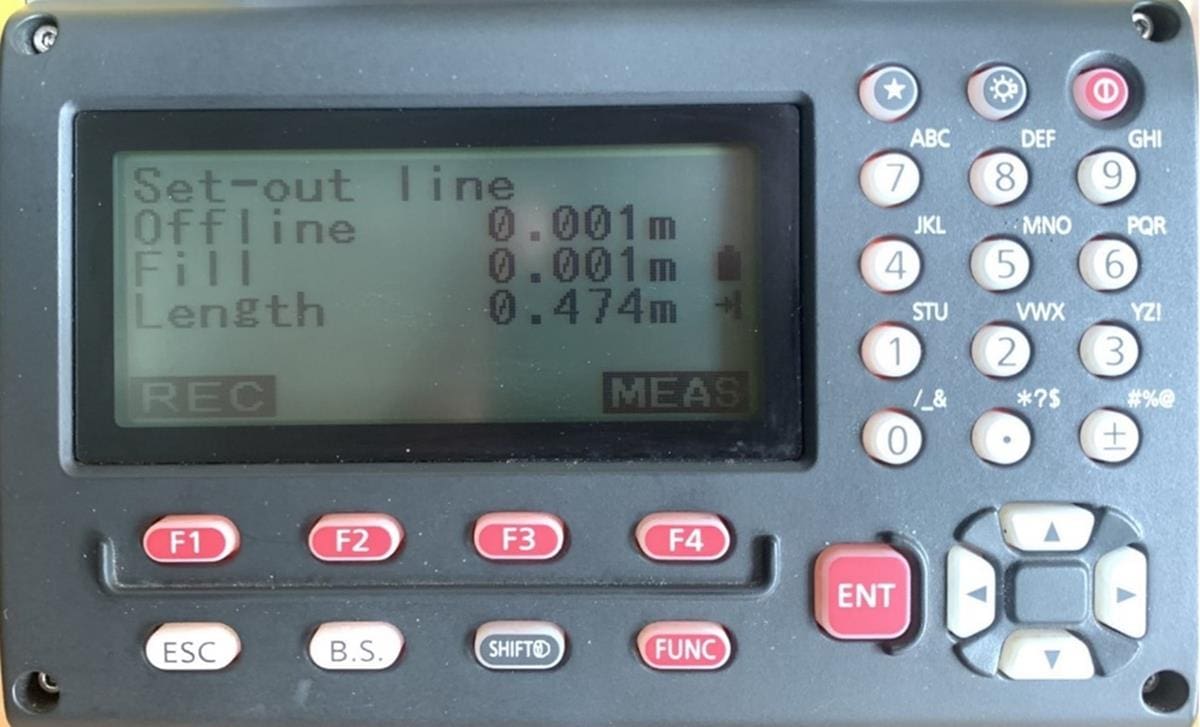 Set-out line
Offline 0.001m
Fill 0.001m
Length 0.474m
REC MEAS
ABC DEF GHI
7 8 9
JKL MNO PQR
4 5 6
STU VWX YZ!
1 2 3
/_& *?$ #%@
0 . ±
F1 F2 F3 F4
ENT
ESC B.S. SHIFT FUNC